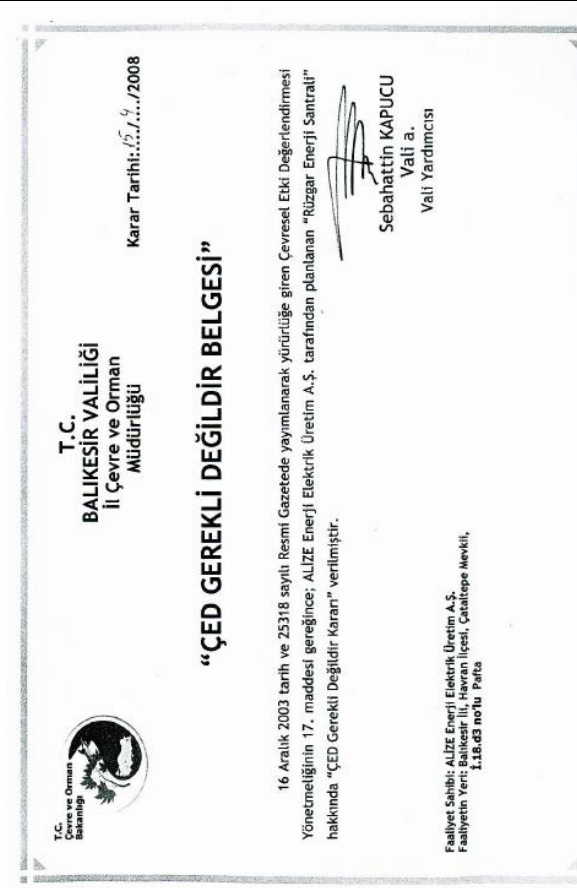 T.C.
Çevre ve Orman
Bakanlığı
T.C.
BALIKESİR VALİLİĞİ
İl Çevre ve Orman
Müdürlüğü
Karar Tarihi:15/4/2008
“ÇED GEREKLİ DEĞİLDİR BELGESİ”
16 Aralık 2003 tarih ve 25318 sayılı Resmi Gazetede yayımlanarak yürürlüğe giren Çevresel Etki Değerlendirmesi
Yönetmeliğinin 17. maddesi gereğince; ALİZE Enerji Elektrik Üretim A.Ş. tarafından planlanan “Rüzgar Enerji Santrali”
hakkında “ÇED Gerekli Değildir Kararı” verilmiştir.
Sebahattin KAPUCU
Vali a.
Vali Yardımcısı
Faaliyet Sahibi: ALİZE Enerji Elektrik Üretim A.Ş.
Faaliyetin Yeri: Balıkesir İli, Havran İlçesi, Çataltepe Mevkii,
İ.18.d3 no'lu Pafta